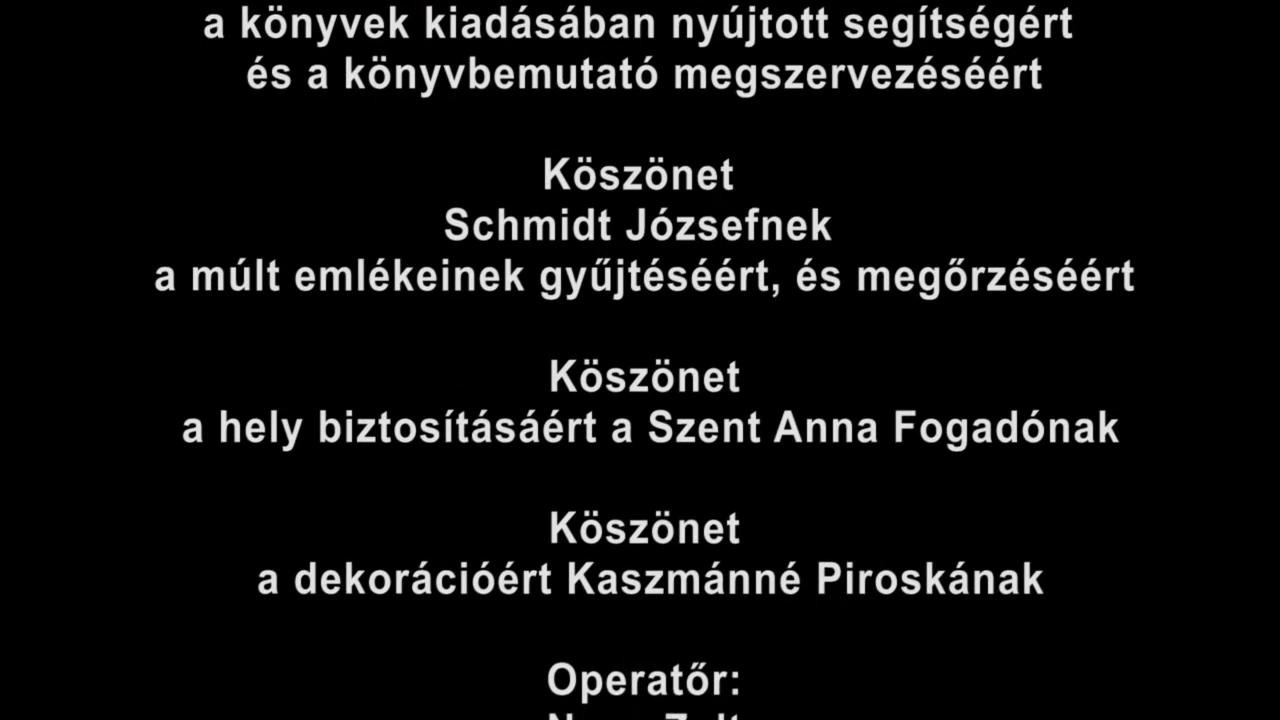 a könyvek kiadásában nyújtott segítségért
és a könyvbemutató megszervezéséért
Köszönet
Schmidt Józsefnek
a múlt emlékeinek gyűjtéséért, és megőrzéséért
Köszönet
a hely biztosításáért a Szent Anna Fogadónak
Köszönet
a dekorációért Kaszmánné Piroskának
Operatőr: